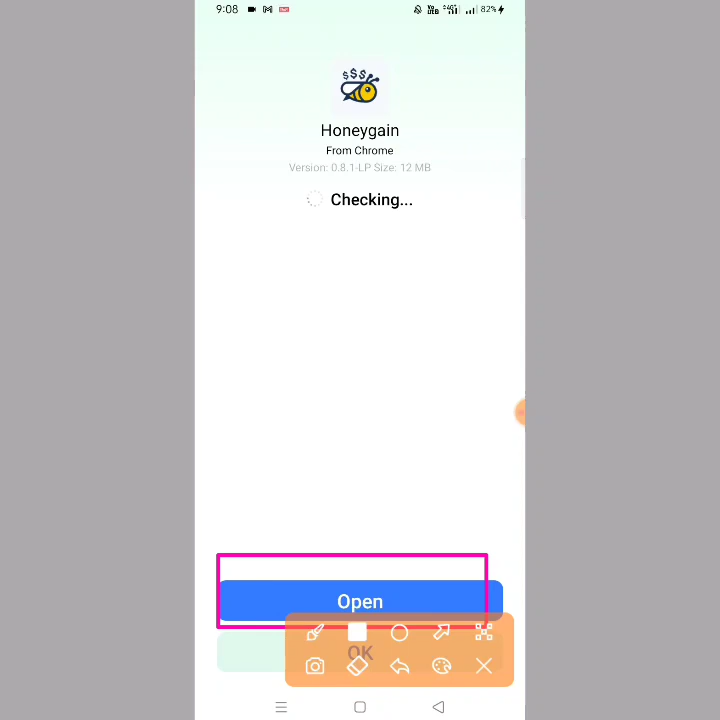 9:08
82%
$$$
Honeygain
From Chrome
Version: 0.8.1-LP Size: 12 MB
Checking...
Open
OK